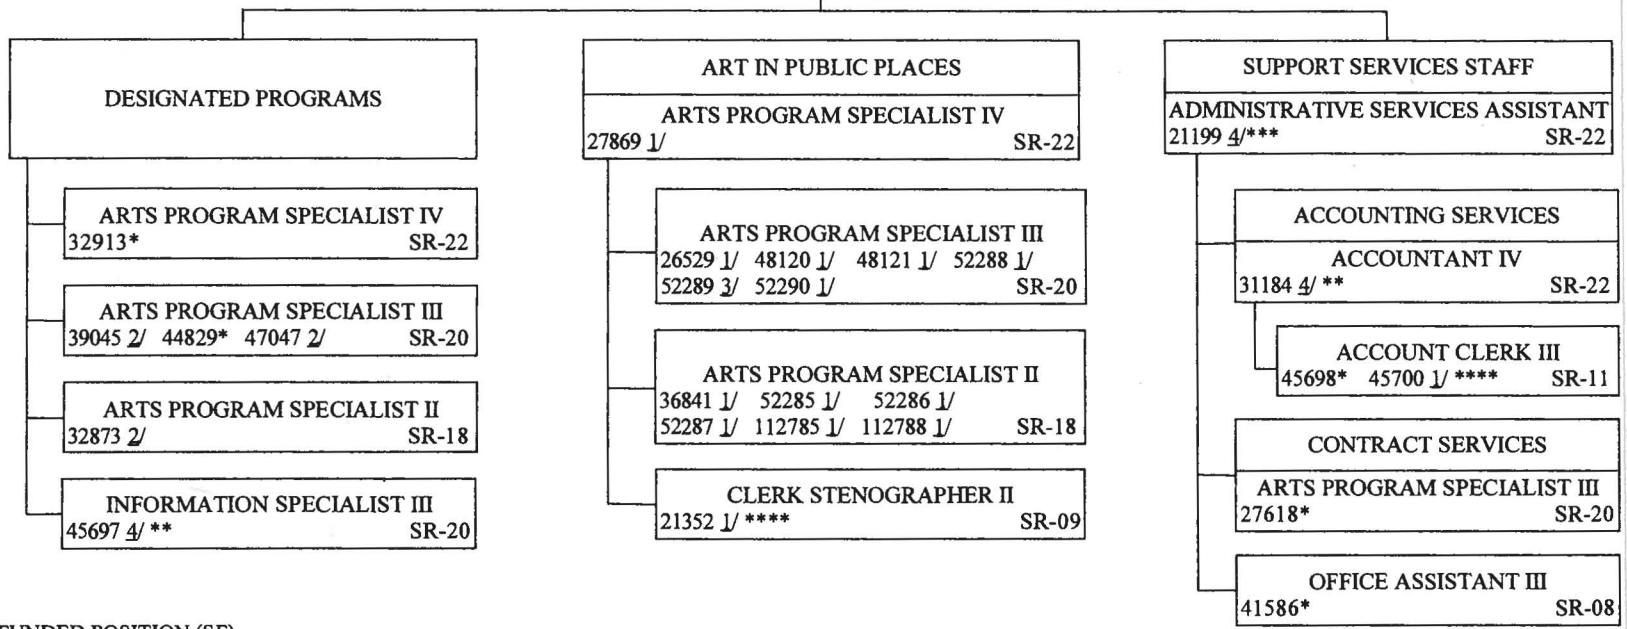 DESIGNATED PROGRAMS
ARTS PROGRAM SPECIALIST IV
32913* SR-22
ARTS PROGRAM SPECIALIST III
39045 2/ 44829* 47047 2/ SR-20
ARTS PROGRAM SPECIALIST II
32873 2/ SR-18
INFORMATION SPECIALIST III
45697 4/ ** SR-20
ART IN PUBLIC PLACES
ARTS PROGRAM SPECIALIST IV
27869 1/ SR-22
ARTS PROGRAM SPECIALIST III
26529 1/ 48120 1/ 48121 1/ 52288 1/
52289 3/ 52290 1/ SR-20
ARTS PROGRAM SPECIALIST II
36841 1/ 52285 1/ 52286 1/
52287 1/ 112785 1/ 112788 1/ SR-18
CLERK STENOGRAPHER II
21352 1/ **** SR-09
SUPPORT SERVICES STAFF
ADMINISTRATIVE SERVICES ASSISTANT
21199 4/*** SR-22
ACCOUNTING SERVICES
ACCOUNTANT IV
31184 4/ ** SR-22
ACCOUNT CLERK III
45698* 45700 1/ **** SR-11
CONTRACT SERVICES
ARTS PROGRAM SPECIALIST III
27618* SR-20
OFFICE ASSISTANT III
41586* SR-08
POSITION (SF)